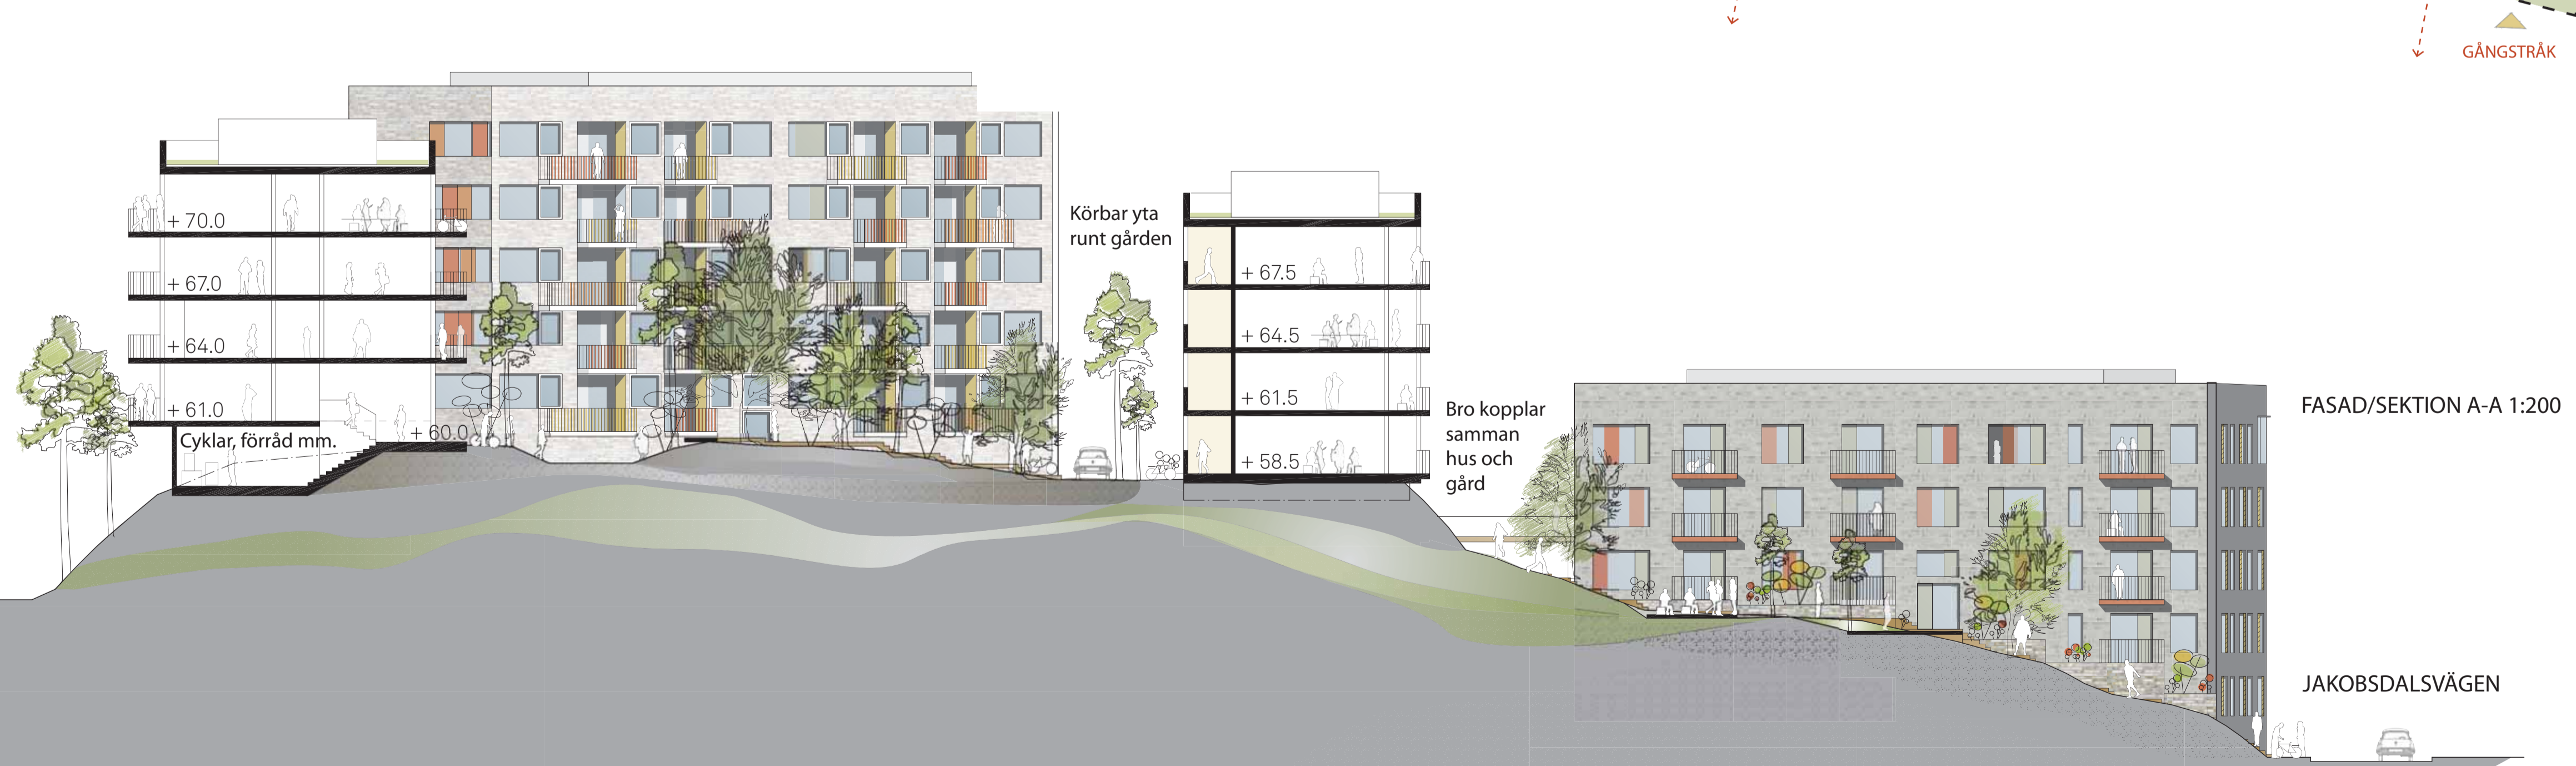 GÅNGSTRÅK
+ 70.0
+ 67.0
+ 64.0
+ 61.0
Cyklar, förråd mm.
+ 60.0
Körbar yta
runt gården
+ 67.5
+ 64.5
+ 61.5
+ 58.5
Bro kopplar
samman
hus och
gård
FASAD/SEKTION A-A 1:200
JAKOBSDALSVÄGEN